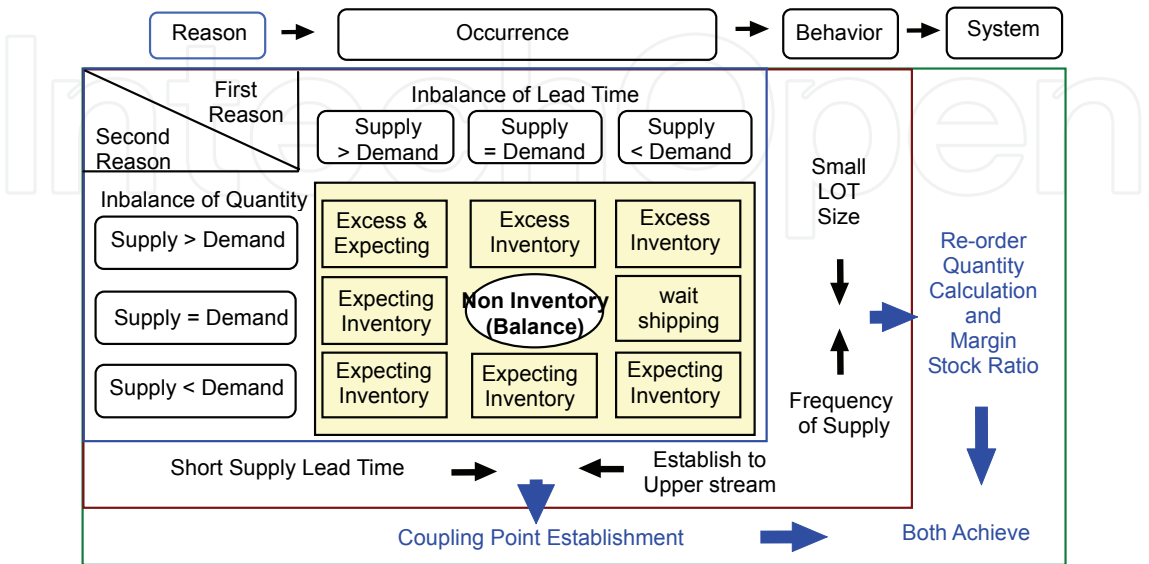 Reason
Occurrence
Behavior
System
IntechOpen
First
Reason
Second
Reason
Inbalance of Lead Time
Supply
> Demand
Supply
= Demand
Supply
< Demand
Inbalance of Quantity
Supply > Demand
Excess &
Expecting
Excess
Inventory
Excess
Inventory
Supply = Demand
Expecting
Inventory
Non Inventory
(Balance)
wait
shipping
Supply < Demand
Expecting
Inventory
Expecting
Inventory
Expecting
Inventory
Small
LOT
Size
Frequency
of Supply
Re-order
Quantity
Calculation
and
Margin
Stock Ratio
Short Supply Lead Time
Establish to
Upper stream
Coupling Point Establishment
Both Achieve